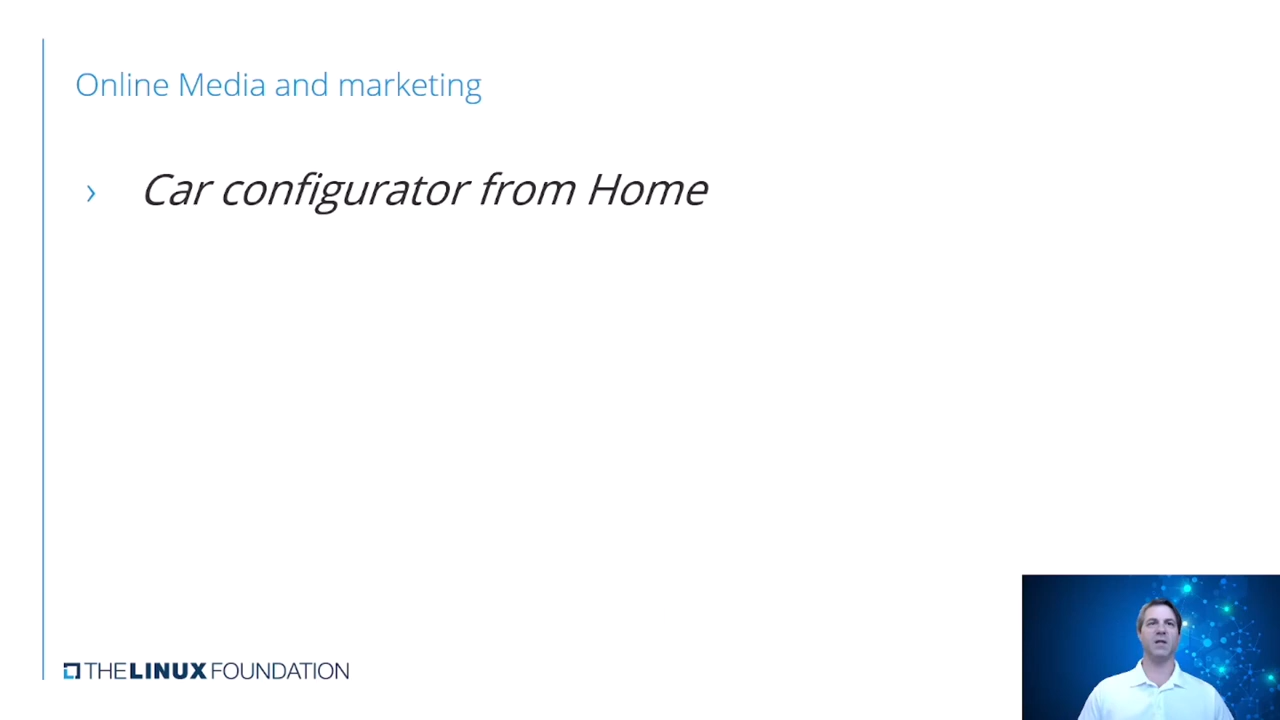 Online Media and marketing
› Car configurator from Home
THE LINUX FOUNDATION